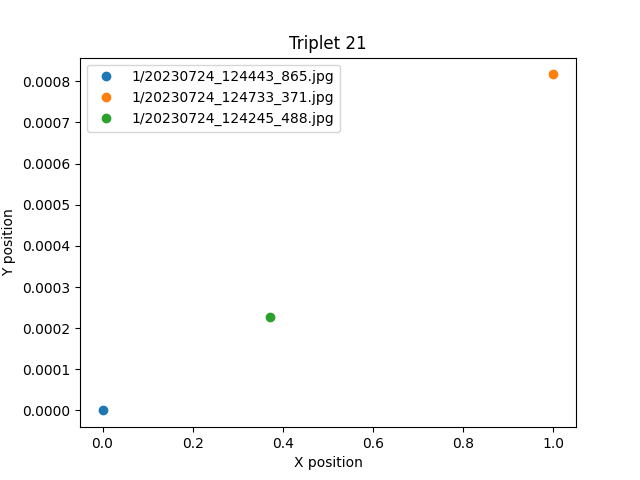 Triplet 21
1/20230724_124443_865.jpg
1/20230724_124733_371.jpg
1/20230724_124245_488.jpg
0.0008
0.0007
0.0006
0.0005
0.0004
0.0003
0.0002
0.0001
0.0000
Y position
0.0 0.2 0.4 0.6 0.8 1.0
X position